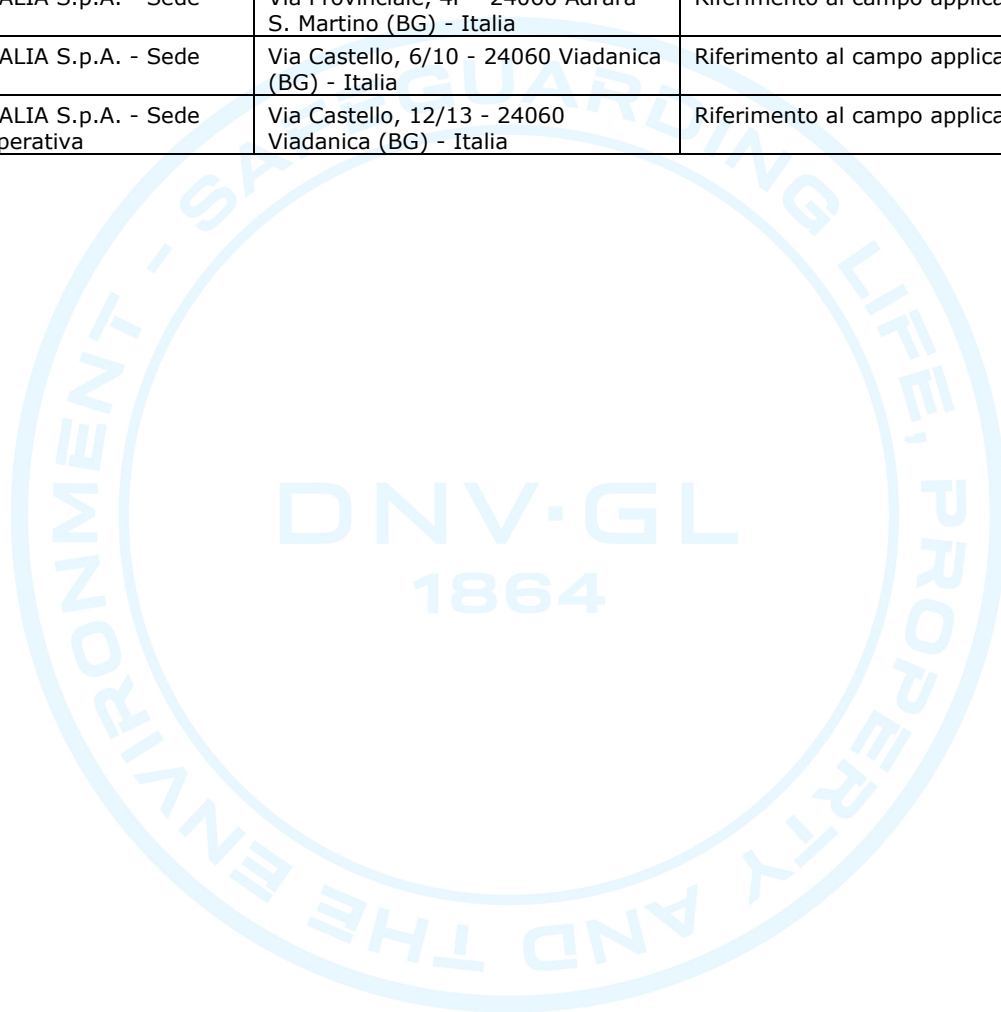 ALIA S.p.A. - Sede
Via Provinciale, 4F - 24060 Adrara
S. Martino (BG) - Italia
Riferimento al campo applica
ALIA S.p.A. - Sede
Via Castello, 6/10 - 24060 Viadanica
(BG) - Italia
Riferimento al campo applica
ALIA S.p.A. - Sede
perativa
Via Castello, 12/13 - 24060
Viadanica (BG) - Italia
Riferimento al campo applica
SAFEGUARDING LIFE, PROPERTY AND THE ENVIRONMENT -
DNV·GL
1864